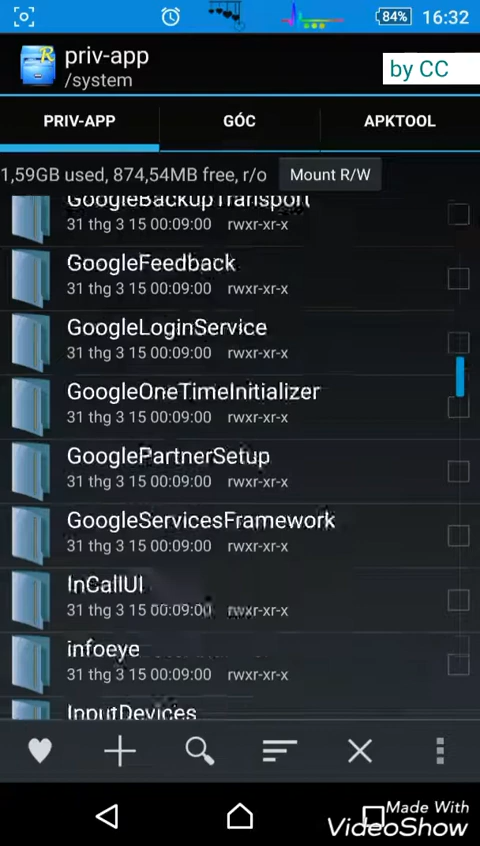 84%
16:32
priv-app
/system
by CC
PRIV-APP
GÓC
APKTOOL
1,59GB used, 874,54MB free, r/o
Mount R/W
GoogleBackupTransport
31 thg 3 15 00:09:00 rwxr-xr-x
GoogleFeedback
31 thg 3 15 00:09:00 rwxr-xr-x
GoogleLoginService
31 thg 3 15 00:09:00 rwxr-xr-x
GoogleOneTimeInitializer
31 thg 3 15 00:09:00 rwxr-xr-x
GooglePartnerSetup
31 thg 3 15 00:09:00 rwxr-xr-x
GoogleServicesFramework
31 thg 3 15 00:09:00 rwxr-xr-x
InCallUI
31 thg 3 15 00:09:00 rwxr-xr-x
infoeye
31 thg 3 15 00:09:00 rwxr-xr-x
InputDevices
Made With
VideoShow